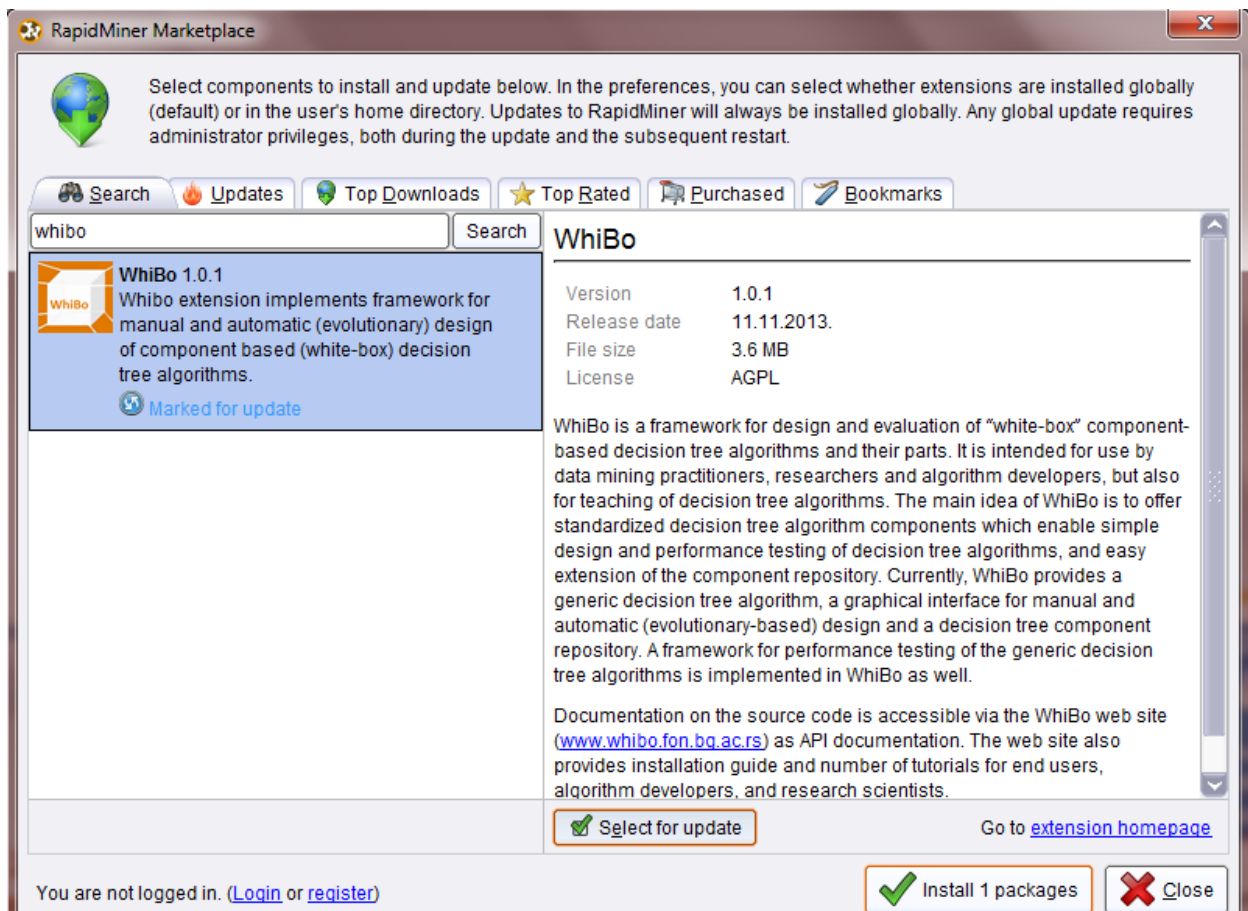 RapidMiner Marketplace
Select components to install and update below. In the preferences, you can select whether extensions are installed globally
(default) or in the user's home directory. Updates to RapidMiner will always be installed globally. Any global update requires
administrator privileges, both during the update and the subsequent restart.
Search Updates Top Downloads Top Rated Purchased Bookmarks
whibo Search
WhiBo
WhiBo 1.0.1
Whibo extension implements framework for
manual and automatic (evolutionary) design
of component based (white-box) decision
tree algorithms.
Marked for update
WhiBo
Version 1.0.1
Release date 11.11.2013.
File size 3.6 MB
License AGPL
WhiBo is a framework for design and evaluation of “white-box” component-
based decision tree algorithms and their parts. It is intended for use by
data mining practitioners, researchers and algorithm developers, but also
for teaching of decision tree algorithms. The main idea of WhiBo is to offer
standardized decision tree algorithm components which enable simple
design and performance testing of decision tree algorithms, and easy
extension of the component repository. Currently, WhiBo provides a
generic decision tree algorithm, a graphical interface for manual and
automatic (evolutionary-based) design and a decision tree component
repository. A framework for performance testing of the generic decision
tree algorithms is implemented in WhiBo as well.
Documentation on the source code is accessible via the WhiBo web site
(www.whibo.fon.bg.ac.rs) as API documentation. The web site also
provides installation guide and number of tutorials for end users,
algorithm developers, and research scientists.
Select for update Go to extension homepage
You are not logged in. (Login or register) Install 1 packages Close